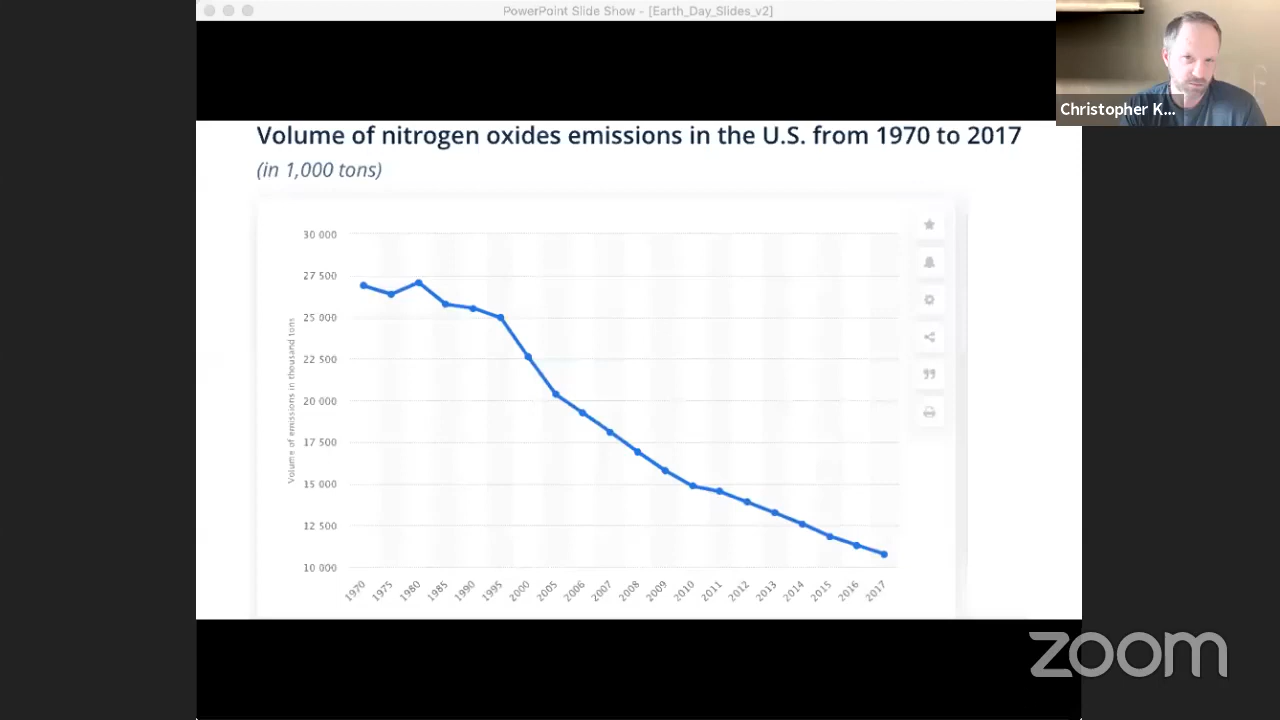 PowerPoint Slide Show - [Earth_Day_Slides_v2]
Christopher K...
Volume of nitrogen oxides emissions in the U.S. from 1970 to 2017
(in 1,000 tons)
Volume of emissions in thousand tons
30 000
27 500
25 000
22 500
20 000
17 500
15 000
12 500
10 000
1970 1975 1980 1985 1990 1995 2000 2005 2006 2007 2008 2009 2010 2011 2012 2013 2014 2015 2016 2017
zoom